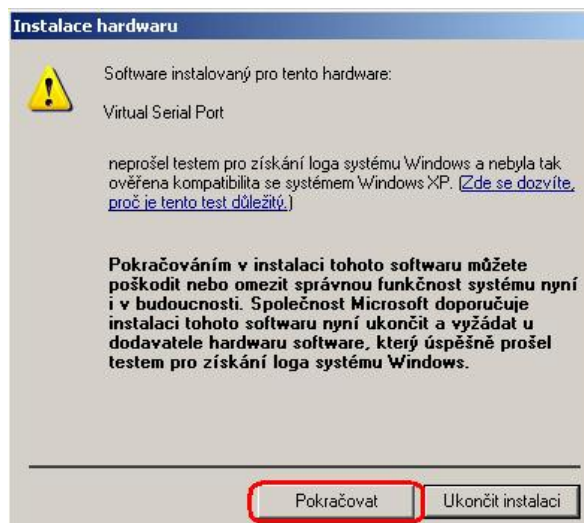 Instalace hardwaru
Software instalovaný pro tento hardware:
Virtual Serial Port
neprošel testem pro získání loga systému Windows a nebyla tak
ověřena kompatibilita se systémem Windows XP. (Zde se dozvíte,
proč je tento test důležitý.)
Pokračováním v instalaci tohoto softwaru můžete
poškodit nebo omezit správnou funkčnost systému nyní
i v budoucnosti. Společnost Microsoft doporučuje
instalaci tohoto softwaru nyní ukončit a vyžádat u
dodavatele hardwaru software, který úspěšně prošel
testem pro získání loga systému Windows.
Pokračovat
Ukončit instalaci